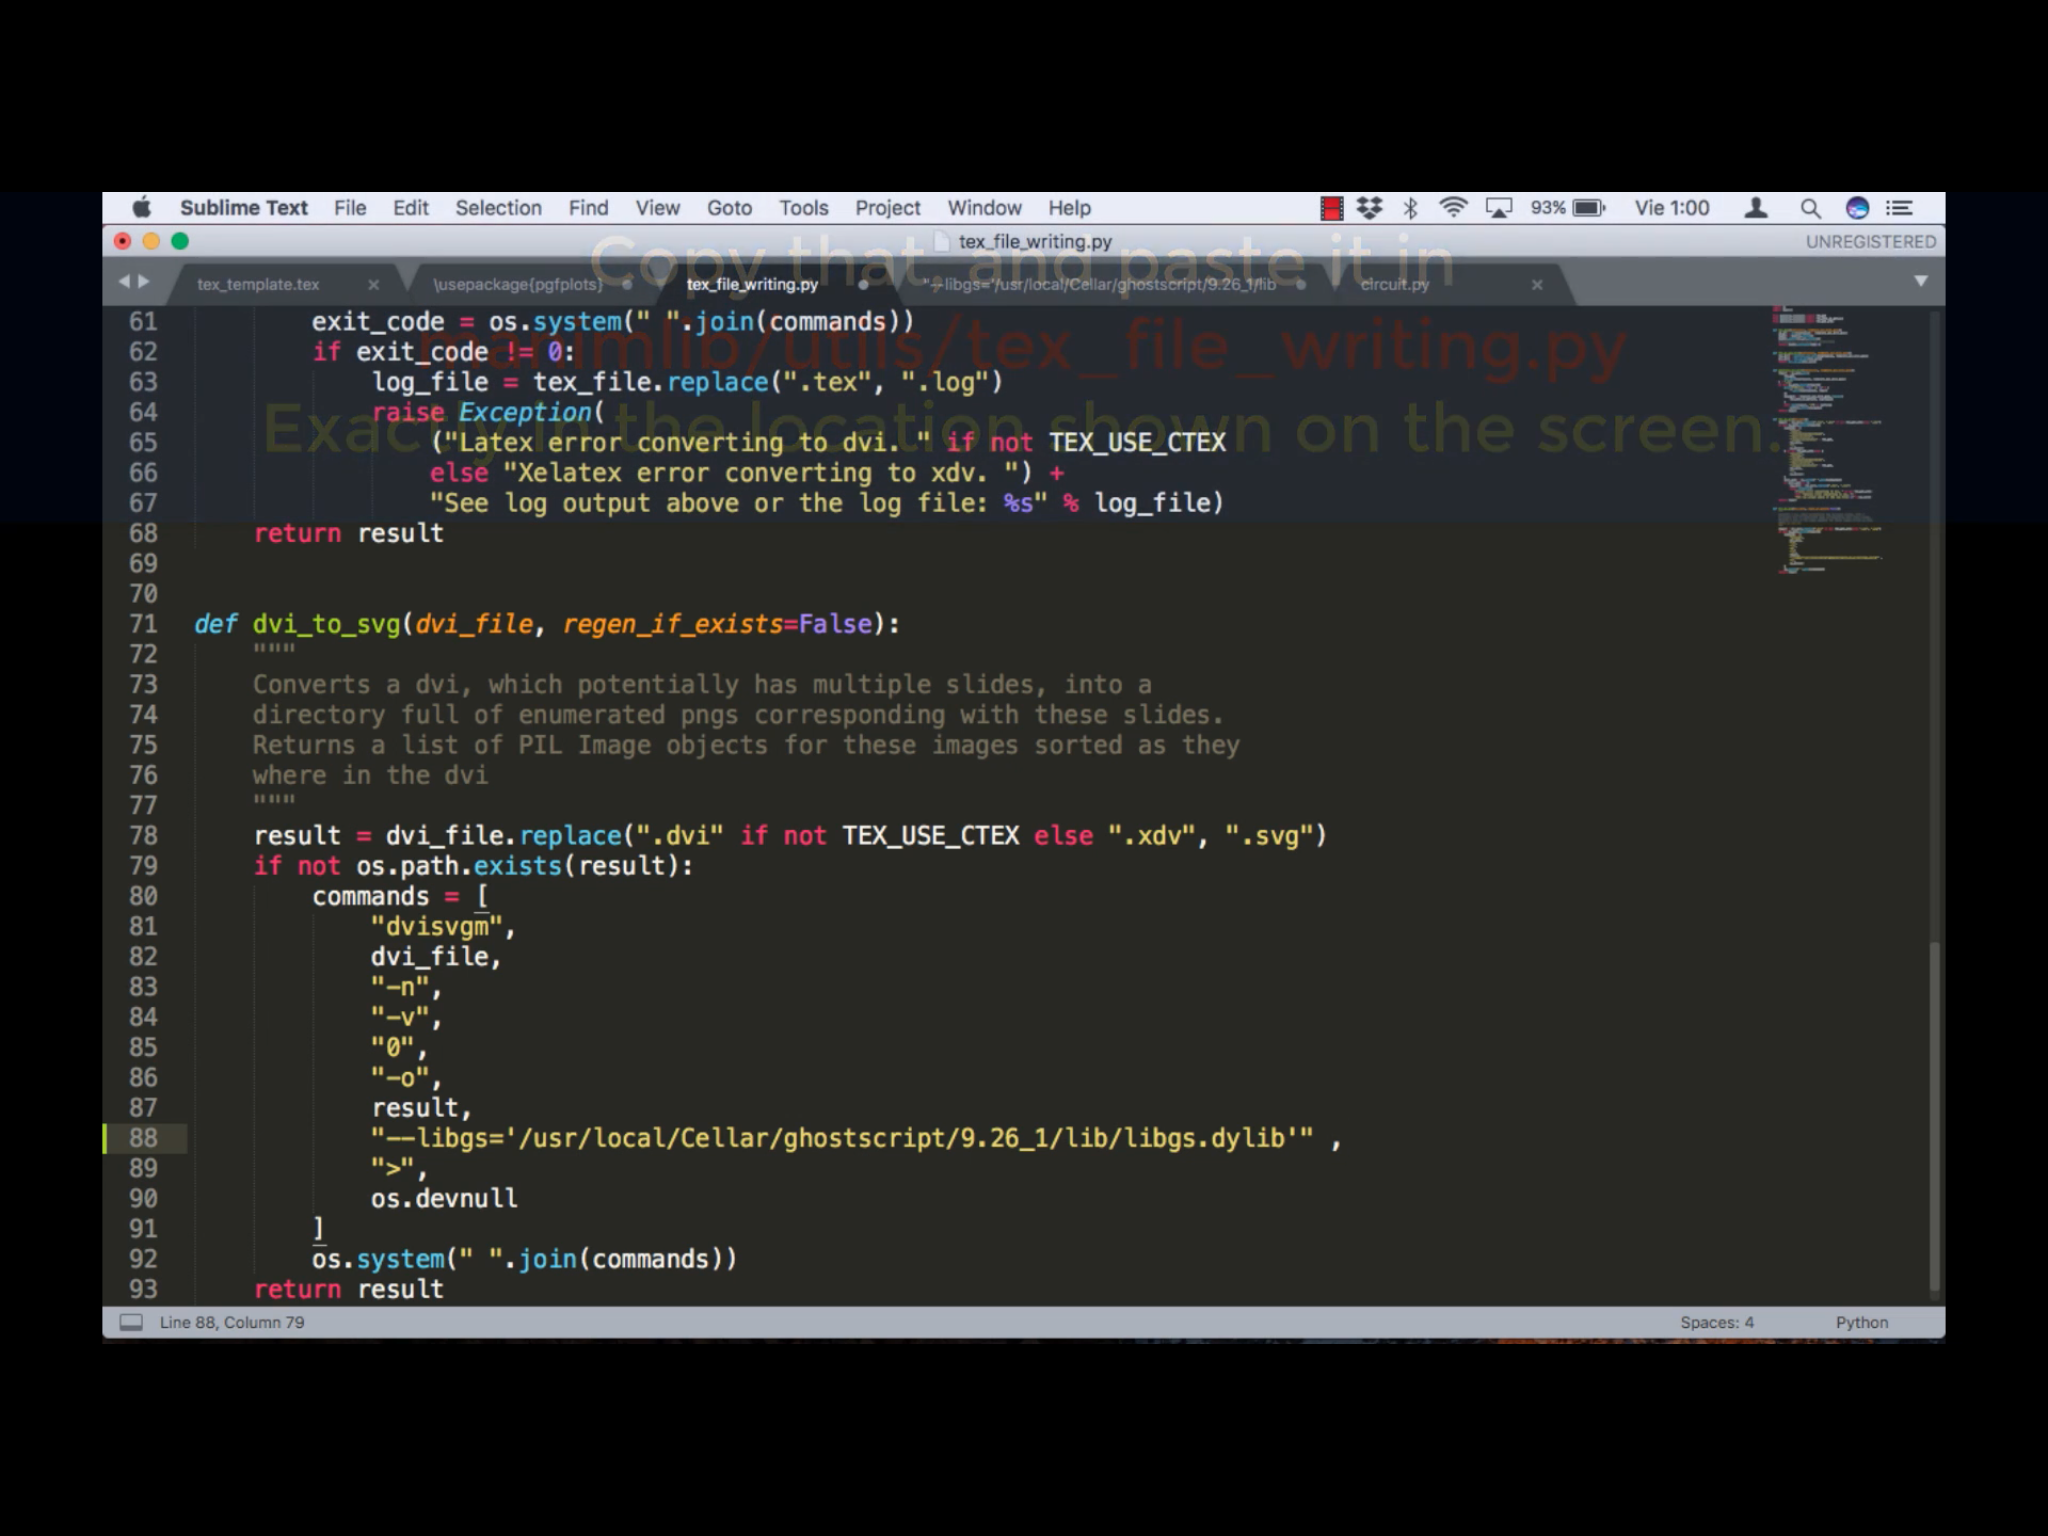 Sublime Text File Edit Selection Find View Goto Tools Project Window Help 93% Vie 1:00
tex_file_writing.py UNREGISTERED
Copy that, and paste it in
tex_template.tex \usepackage{pgfplots} tex_file_writing.py "--libgs='/usr/local/Cellar/ghostscript/9.26_1/lib circuit.py
manimlib/utils/tex_file_writing.py
Exactly in the location shown on the screen.
61 exit_code = os.system(" ".join(commands))
62 if exit_code != 0:
63 log_file = tex_file.replace(".tex", ".log")
64 raise Exception(
65 ("Latex error converting to dvi. " if not TEX_USE_CTEX
66 else "Xelatex error converting to xdv. ") +
67 "See log output above or the log file: %s" % log_file)
68 return result
69
70
71 def dvi_to_svg(dvi_file, regen_if_exists=False):
72 """
73 Converts a dvi, which potentially has multiple slides, into a
74 directory full of enumerated pngs corresponding with these slides.
75 Returns a list of PIL Image objects for these images sorted as they
76 where in the dvi
77 """
78 result = dvi_file.replace(".dvi" if not TEX_USE_CTEX else ".xdv", ".svg")
79 if not os.path.exists(result):
80 commands = [
81 "dvisvgm",
82 dvi_file,
83 "-n",
84 "-v",
85 "0",
86 "-o",
87 result,
88 "--libgs='/usr/local/Cellar/ghostscript/9.26_1/lib/libgs.dylib'" ,
89 ">",
90 os.devnull
91 ]
92 os.system(" ".join(commands))
93 return result
Line 88, Column 79 Spaces: 4 Python